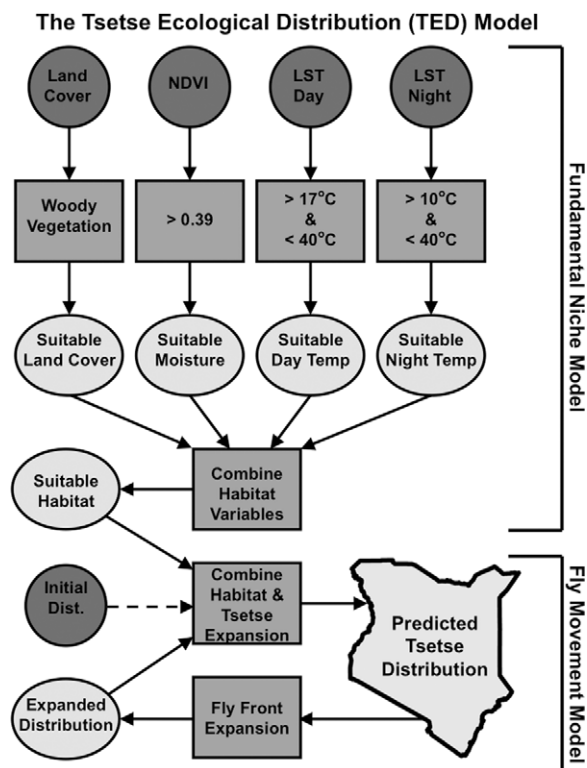 The Tsetse Ecological Distribution (TED) Model
Land
Cover
NDVI
LST
Day
LST
Night
Woody
Vegetation
> 0.39
> 17°C
&
< 40°C
> 10°C
&
< 40°C
Suitable
Land Cover
Suitable
Moisture
Suitable
Day Temp
Suitable
Night Temp
Fundamental Niche Model
Suitable
Habitat
Combine
Habitat
Variables
Initial
Dist.
Combine
Habitat &
Tsetse
Expansion
Predicted
Tsetse
Distribution
Expanded
Distribution
Fly Front
Expansion
Fly Movement Model